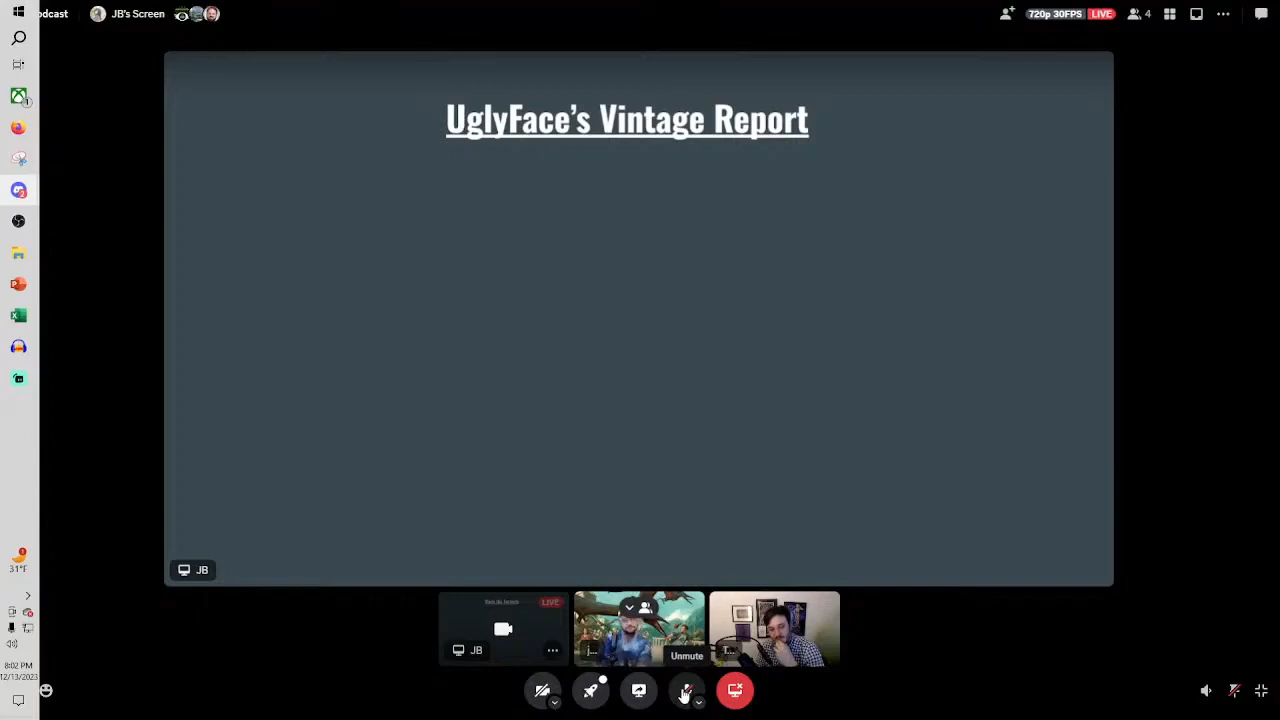 odcast
JB's Screen
720p 30FPS
LIVE
4
UglyFace's Vintage Report
JB
LIVE
JB
j...
Unmute
31°F
8:02 PM
12/13/2023